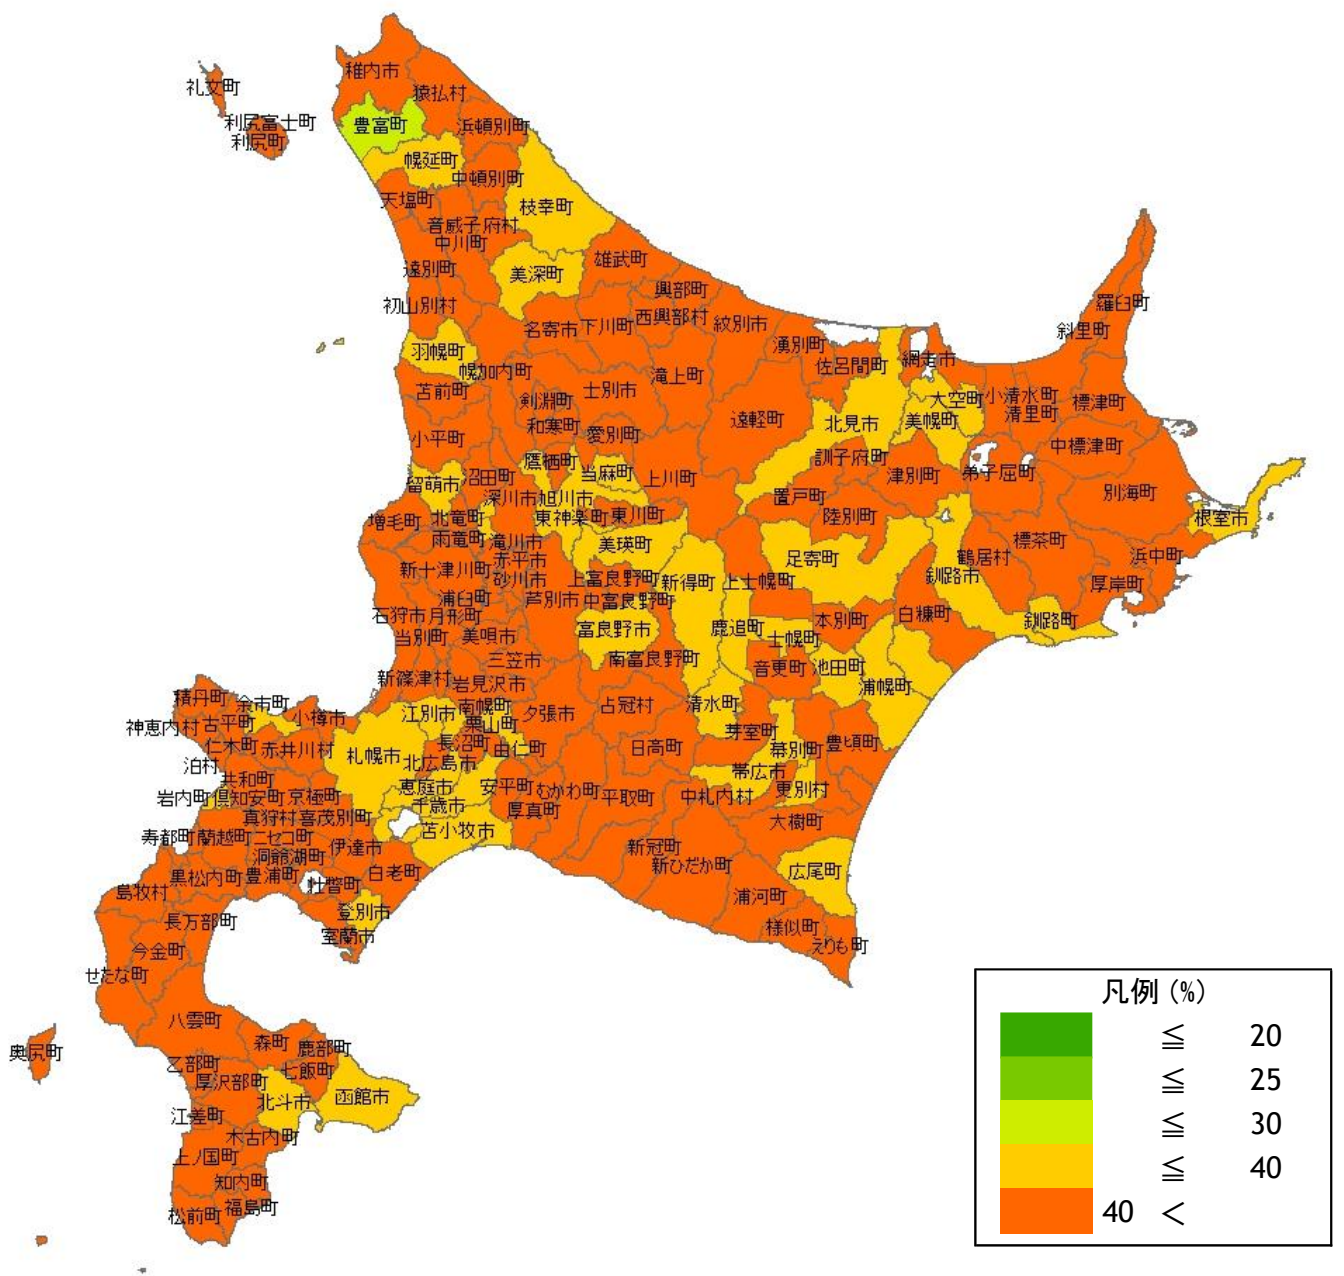 稚内市
礼文町
猿払村
利尻富士町
豊富町
浜頓別町
利尻町
幌延町
中頓別町
天塩町
枝幸町
音威子府村
中川町
雄武町
遠別町
美深町
興部町
初山別村
羅臼町
西興部村
紋別市
名寄市
下川町
斜里町
湧別町
羽幌町
網走市
佐呂間町
幌加内町
滝上町
苫前町
士別市
大空町
小清水町
剣淵町
標津町
清里町
遠軽町
北見市
美幌町
和寒町
愛別町
小平町
中標津町
訓子府町
鷹栖町
当麻町
津別町
弟子屈町
沼田町
上川町
留萌市
別海町
深川市
旭川市
置戸町
増毛町
北竜町
東神楽町
東川町
陸別町
根室市
雨竜町
滝川市
美瑛町
標茶町
赤平市
足寄町
鶴居村
浜中町
新十津川町
砂川市
上富良野町
新得町
上士幌町
釧路市
厚岸町
浦臼町
芦別市
中富良野町
石狩市
月形町
本別町
白糠町
釧路町
当別町
美唄市
富良野市
鹿追町
士幌町
三笠市
南富良野町
音更町
池田町
新篠津村
岩見沢市
浦幌町
積丹町
余市町
清水町
南幌町
占冠村
江別市
夕張市
小樽市
神恵内村
古平町
栗山町
芽室町
長沼町
由仁町
仁木町
赤井川村
日高町
幕別町
豊頃町
札幌市
北広島市
泊村
帯広市
共和町
恵庭市
安平町
むかわ町
更別村
岩内町
倶知安町
京極町
平取町
中札内村
千歳市
厚真町
真狩村
喜茂別町
大樹町
寿都町
蘭越町
ニセコ町
苫小牧市
伊達市
新冠町
洞爺湖町
新ひだか町
広尾町
白老町
黒松内町
豊浦町
壮瞥町
島牧村
浦河町
登別市
長万部町
様似町
室蘭市
えりも町
今金町
せたな町
八雲町
森町
鹿部町
奥尻町
乙部町
七飯町
厚沢部町
函館市
北斗市
江差町
木古内町
上ノ国町
知内町
福島町
松前町
凡例 (%)
≦ 20
≦ 25
≦ 30
≦ 40
40 <